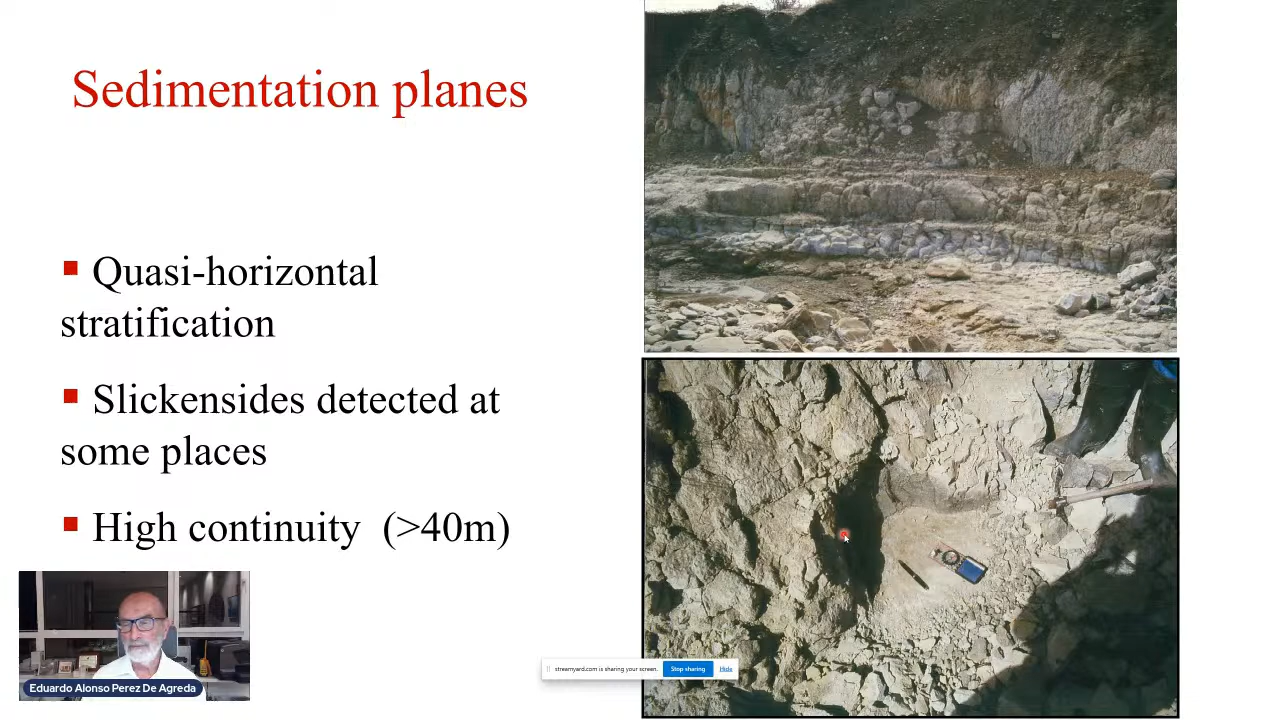 Sedimentation planes
▪ Quasi-horizontal
stratification
▪ Slickensides detected at
some places
▪ High continuity (>40m)
Eduardo Alonso Perez De Agreda
streamyard.com is sharing your screen.
Stop sharing
Hide